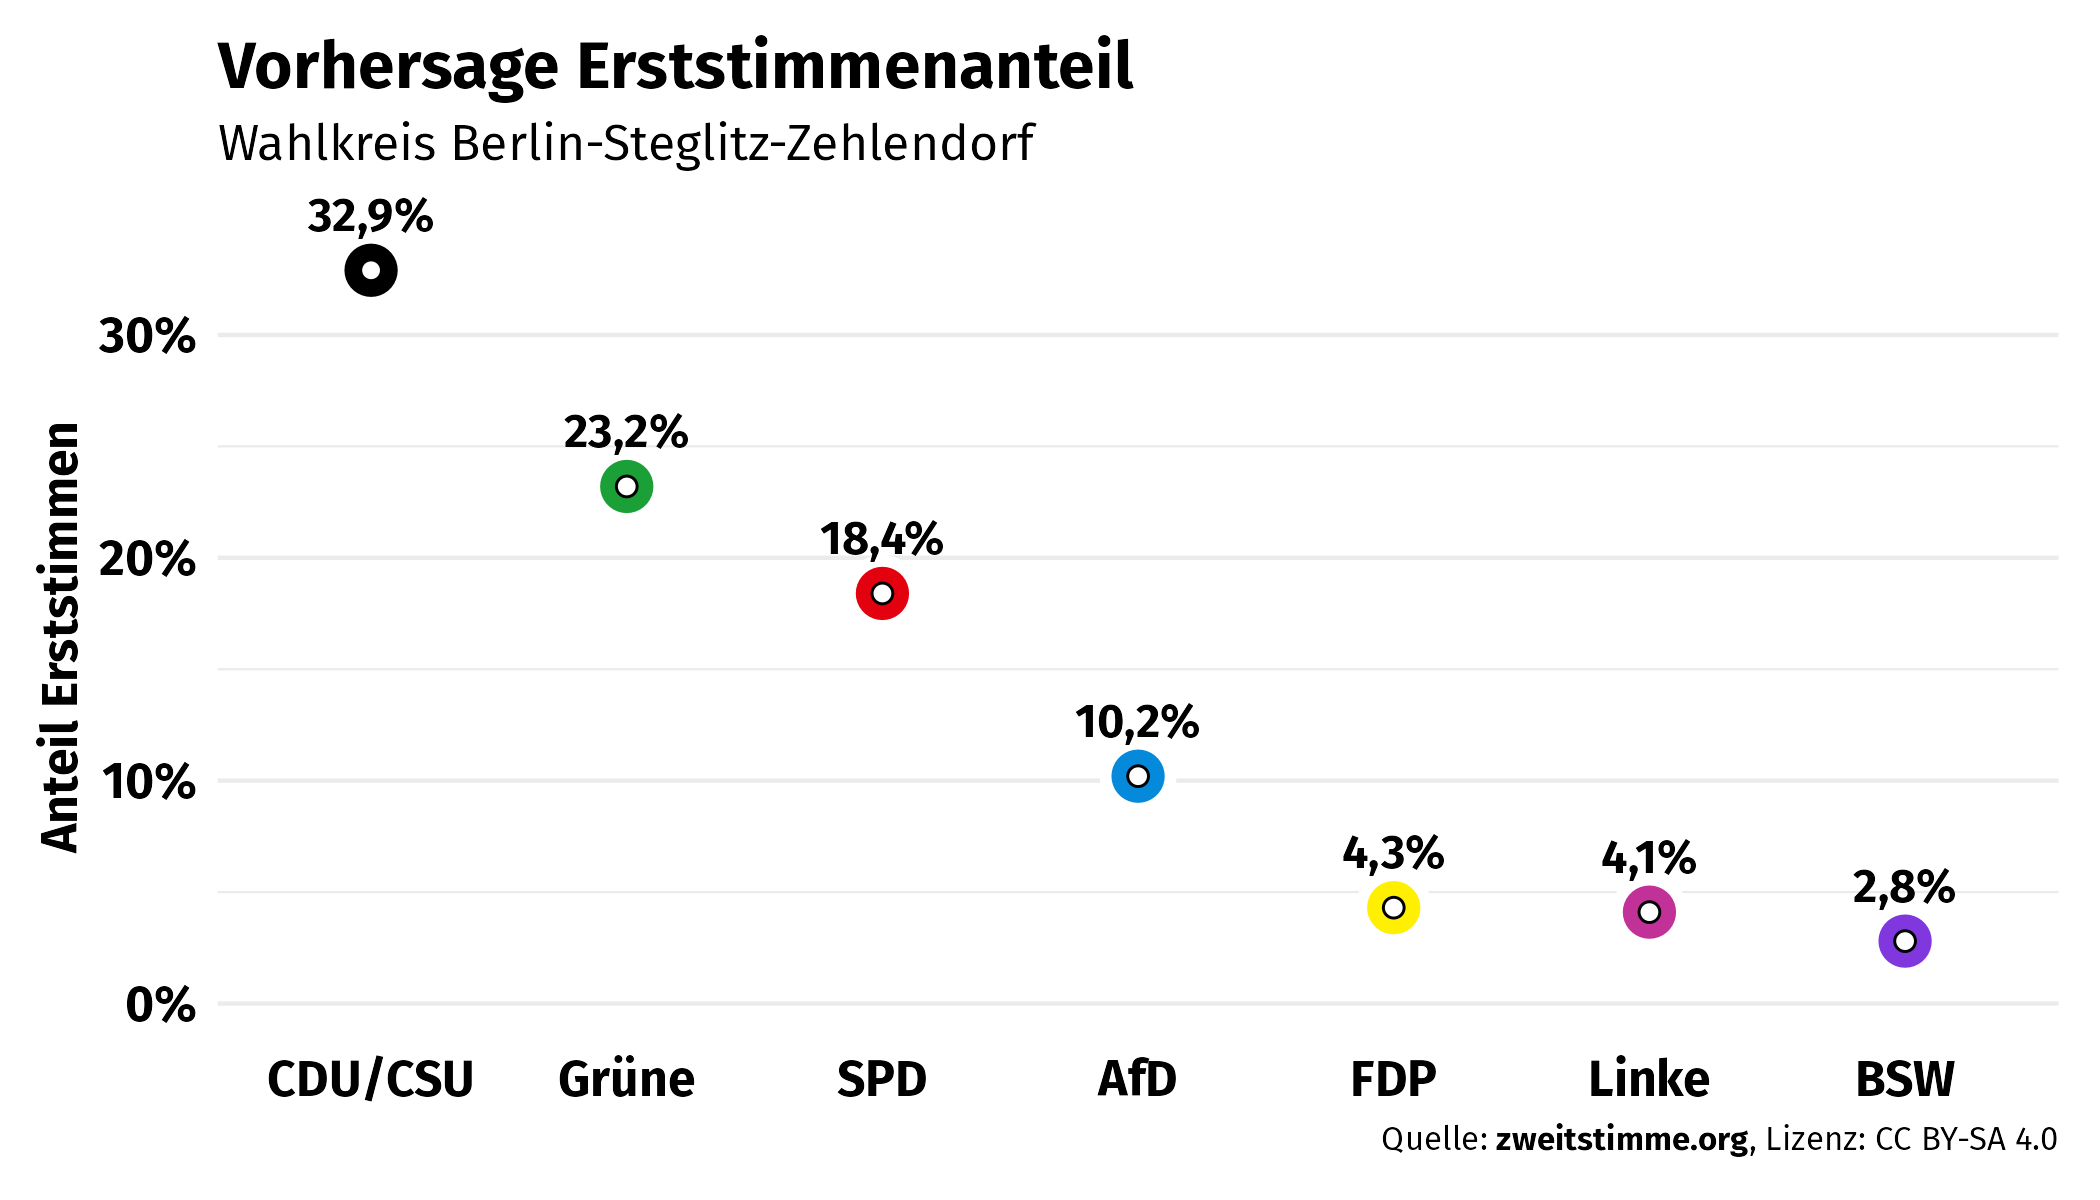 Vorhersage Erststimmenanteil
Wahlkreis Berlin-Steglitz-Zehlendorf
32,9%
30%
23,2%
20%
18,4%
10,2%
10%
4,3%
4,1%
2,8%
0%
Anteil Erststimmen
CDU/CSU Grüne SPD AfD FDP Linke BSW
Quelle: zweitstimme.org, Lizenz: CC BY-SA 4.0